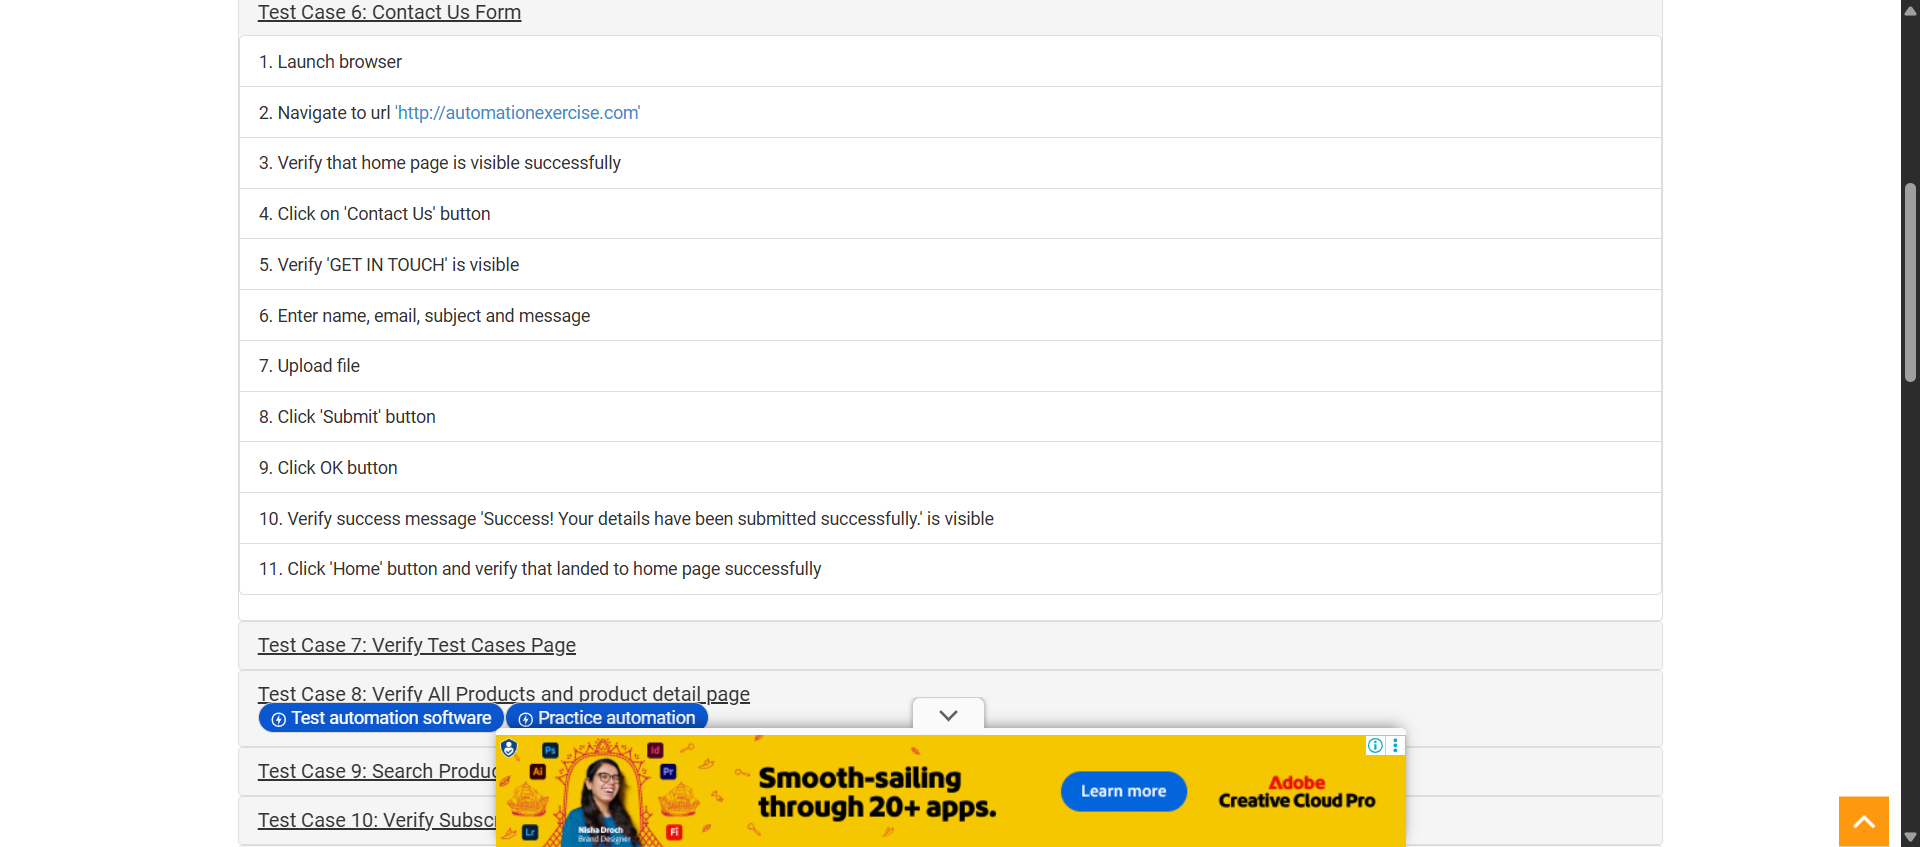 Test Case 6: Contact Us Form
1. Launch browser
2. Navigate to url 'http://automationexercise.com'
3. Verify that home page is visible successfully
4. Click on 'Contact Us' button
5. Verify 'GET IN TOUCH' is visible
6. Enter name, email, subject and message
7. Upload file
8. Click 'Submit' button
9. Click OK button
10. Verify success message 'Success! Your details have been submitted successfully.' is visible
11. Click 'Home' button and verify that landed to home page successfully
Test Case 7: Verify Test Cases Page
Test Case 8: Verify All Products and product detail page
Test automation software
Practice automation
Test Case 9: Search Produc
Test Case 10: Verify Subscr
Ps
Id
Ai
Pr
Lr
Fi
Nisha Droch
Brand Designer
Smooth-sailing
through 20+ apps.
Learn more
Adobe
Creative Cloud Pro